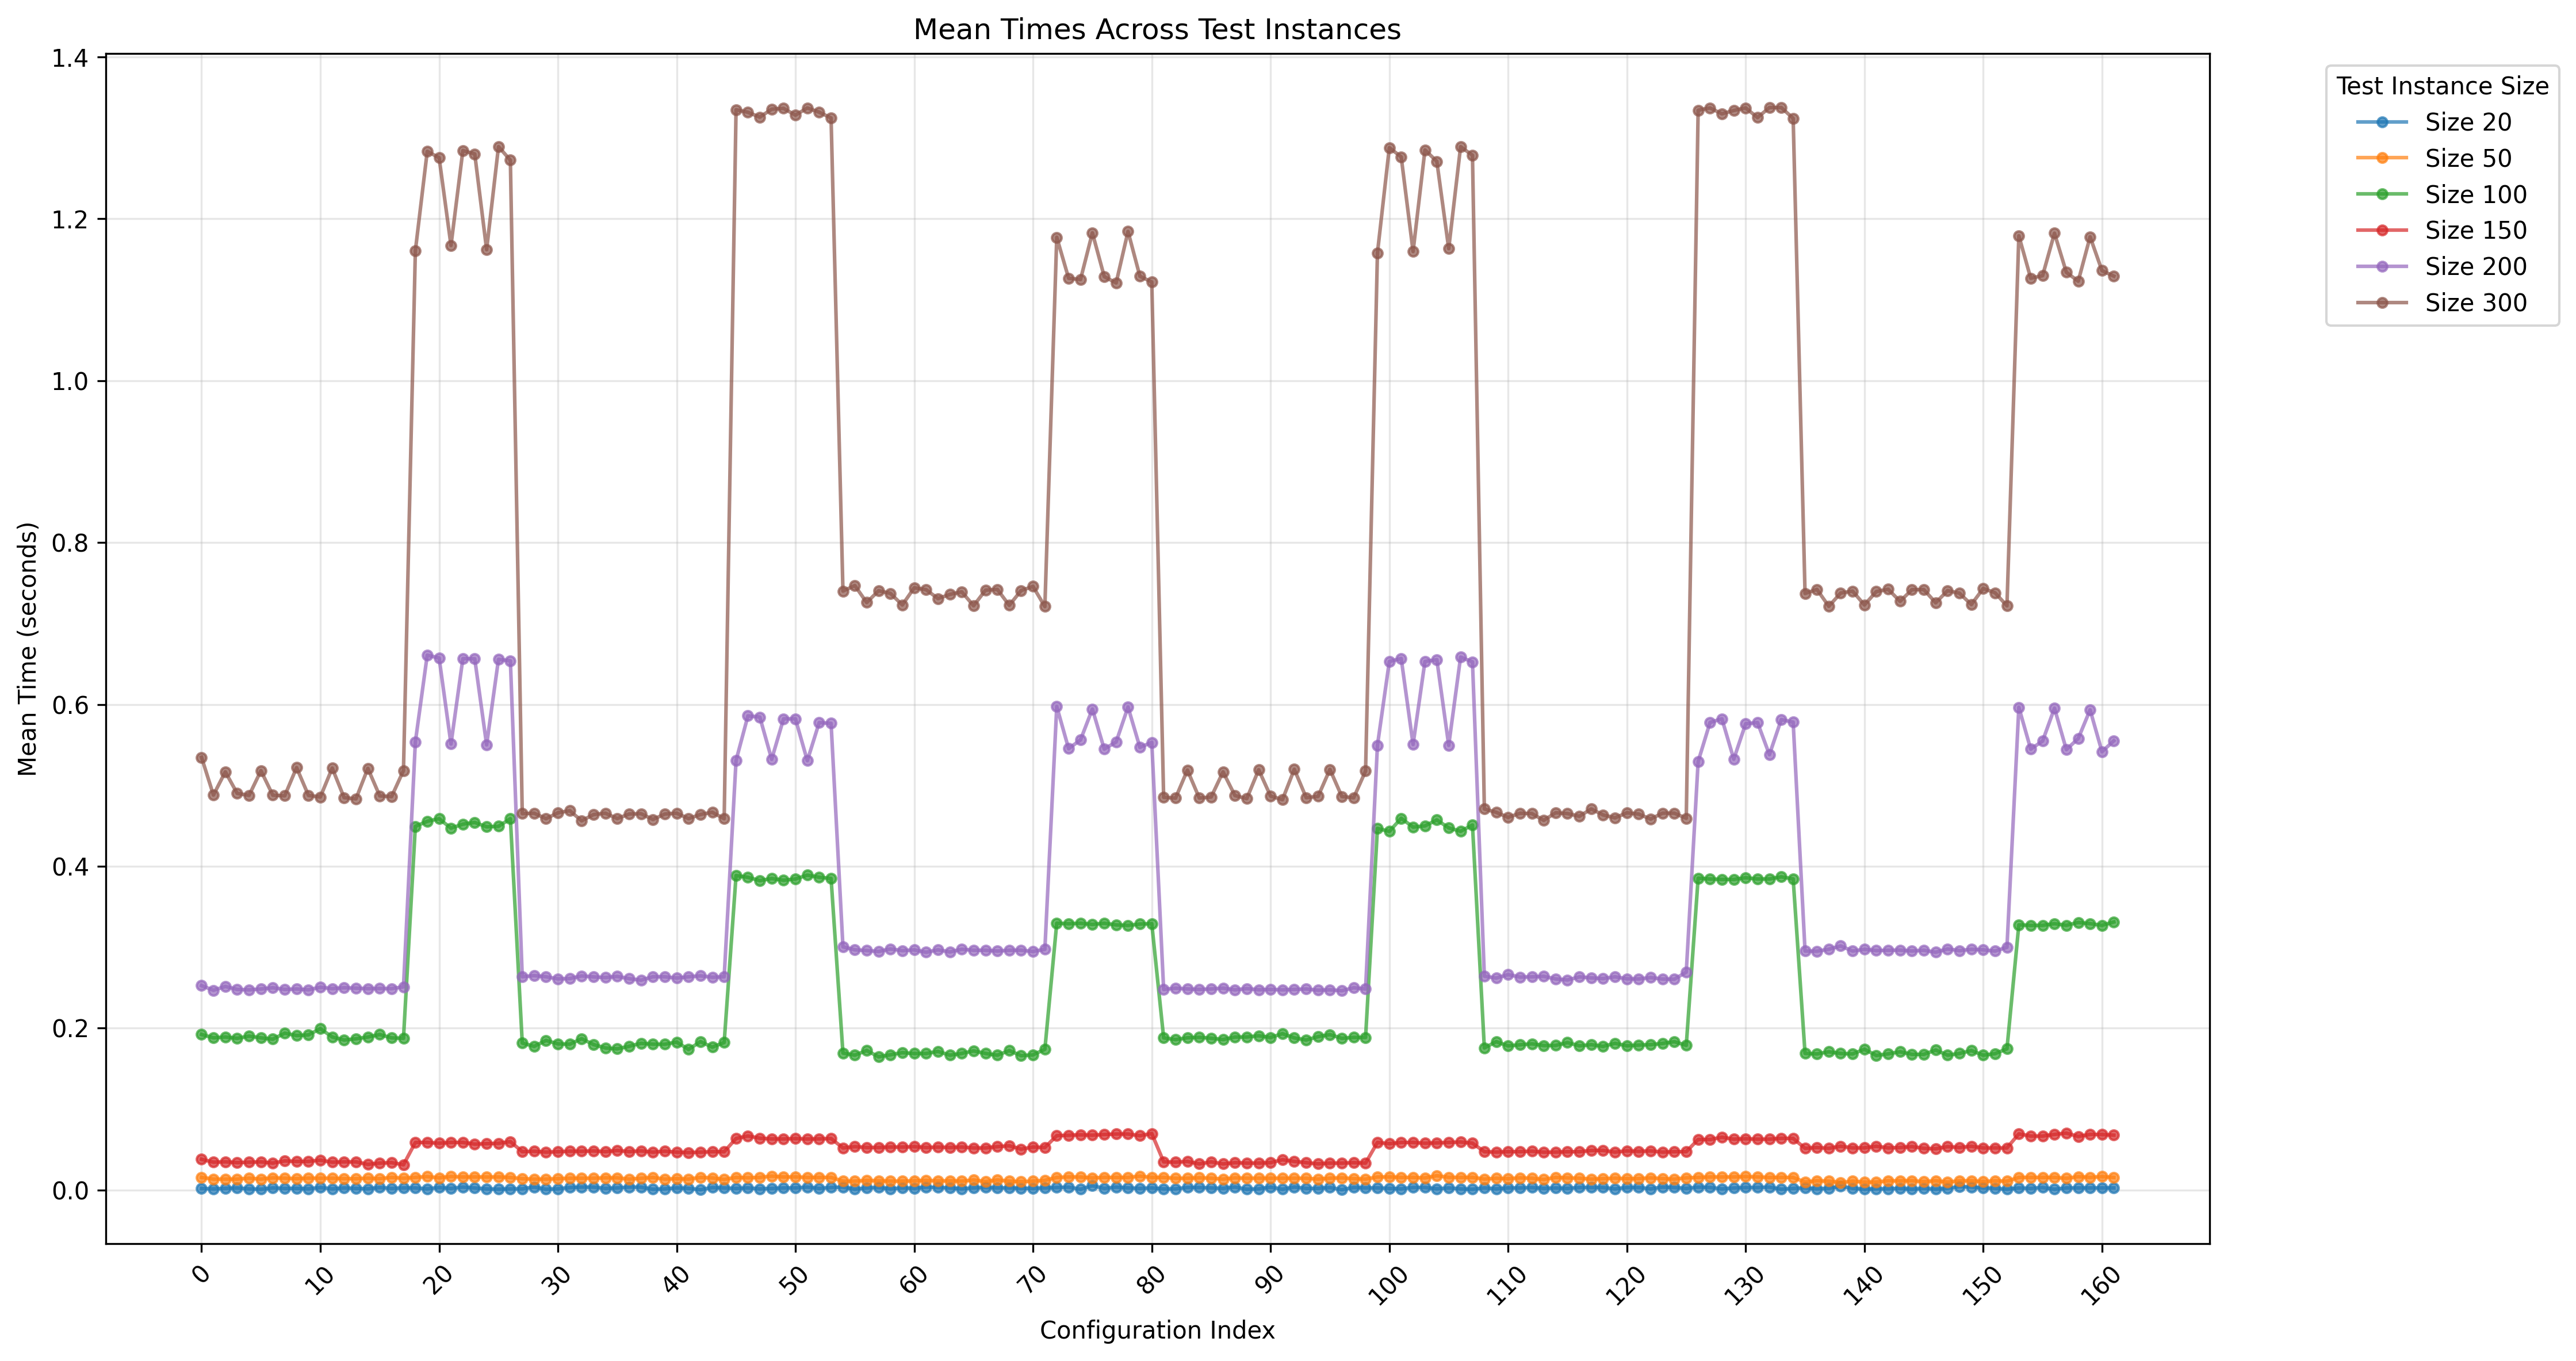 Mean Times Across Test Instances
Mean Time (seconds)
1.4
1.2
1.0
0.8
0.6
0.4
0.2
0.0
0
10
20
30
40
50
60
70
80
90
100
110
120
130
140
150
160
Configuration Index
Test Instance Size
Size 20
Size 50
Size 100
Size 150
Size 200
Size 300